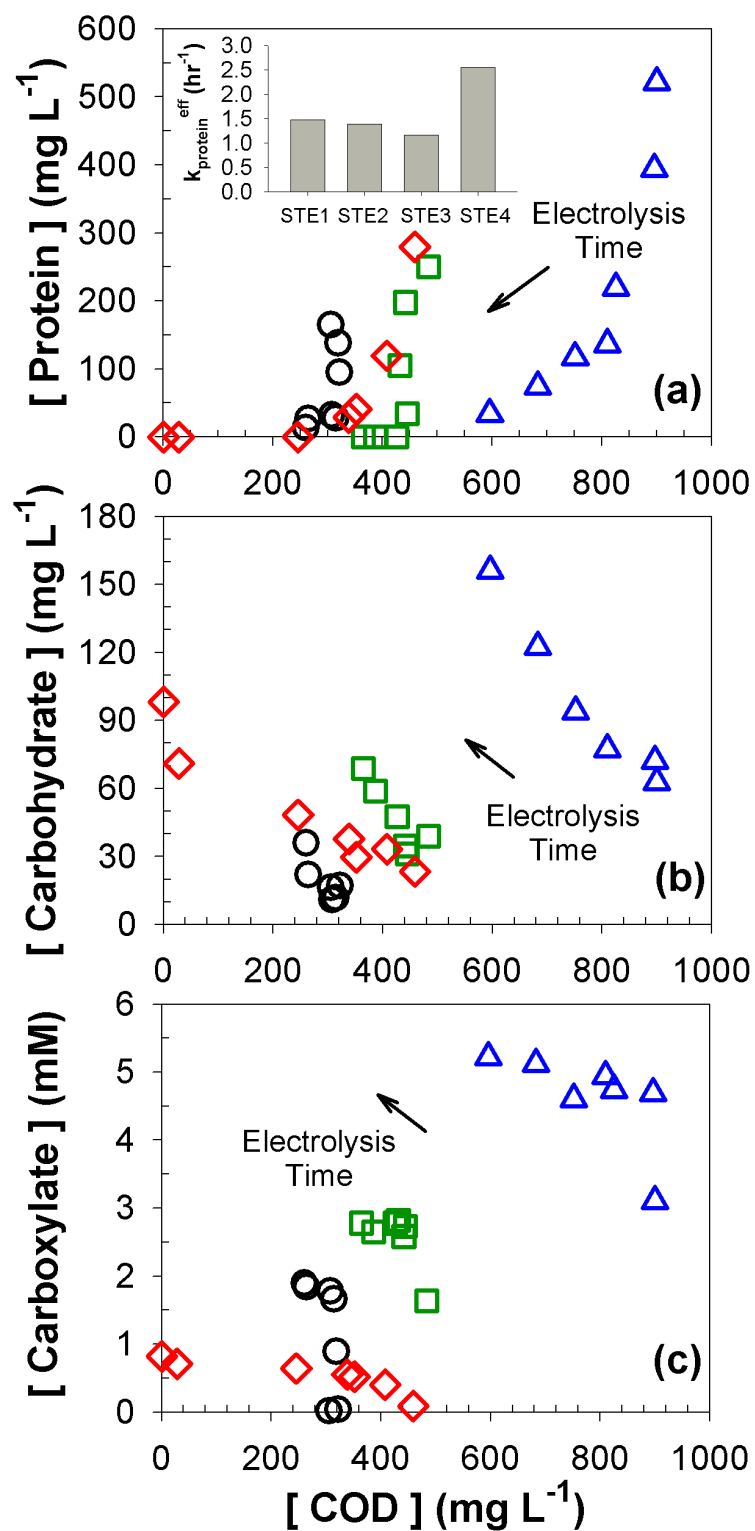 [ Protein ] (mg L⁻¹)
600
500
400
300
200
100
0
k_protein^eff (hr⁻¹)
3.0
2.5
2.0
1.5
1.0
0.5
0.0
STE1 STE2 STE3 STE4
Electrolysis
Time
(a)
0 200 400 600 800 1000
[ Carbohydrate ] (mg L⁻¹)
180
150
120
90
60
30
0
Electrolysis
Time
(b)
0 200 400 600 800 1000
[ Carboxylate ] (mM)
6
5
4
3
2
1
0
Electrolysis
Time
(c)
0 200 400 600 800 1000
[ COD ] (mg L⁻¹)